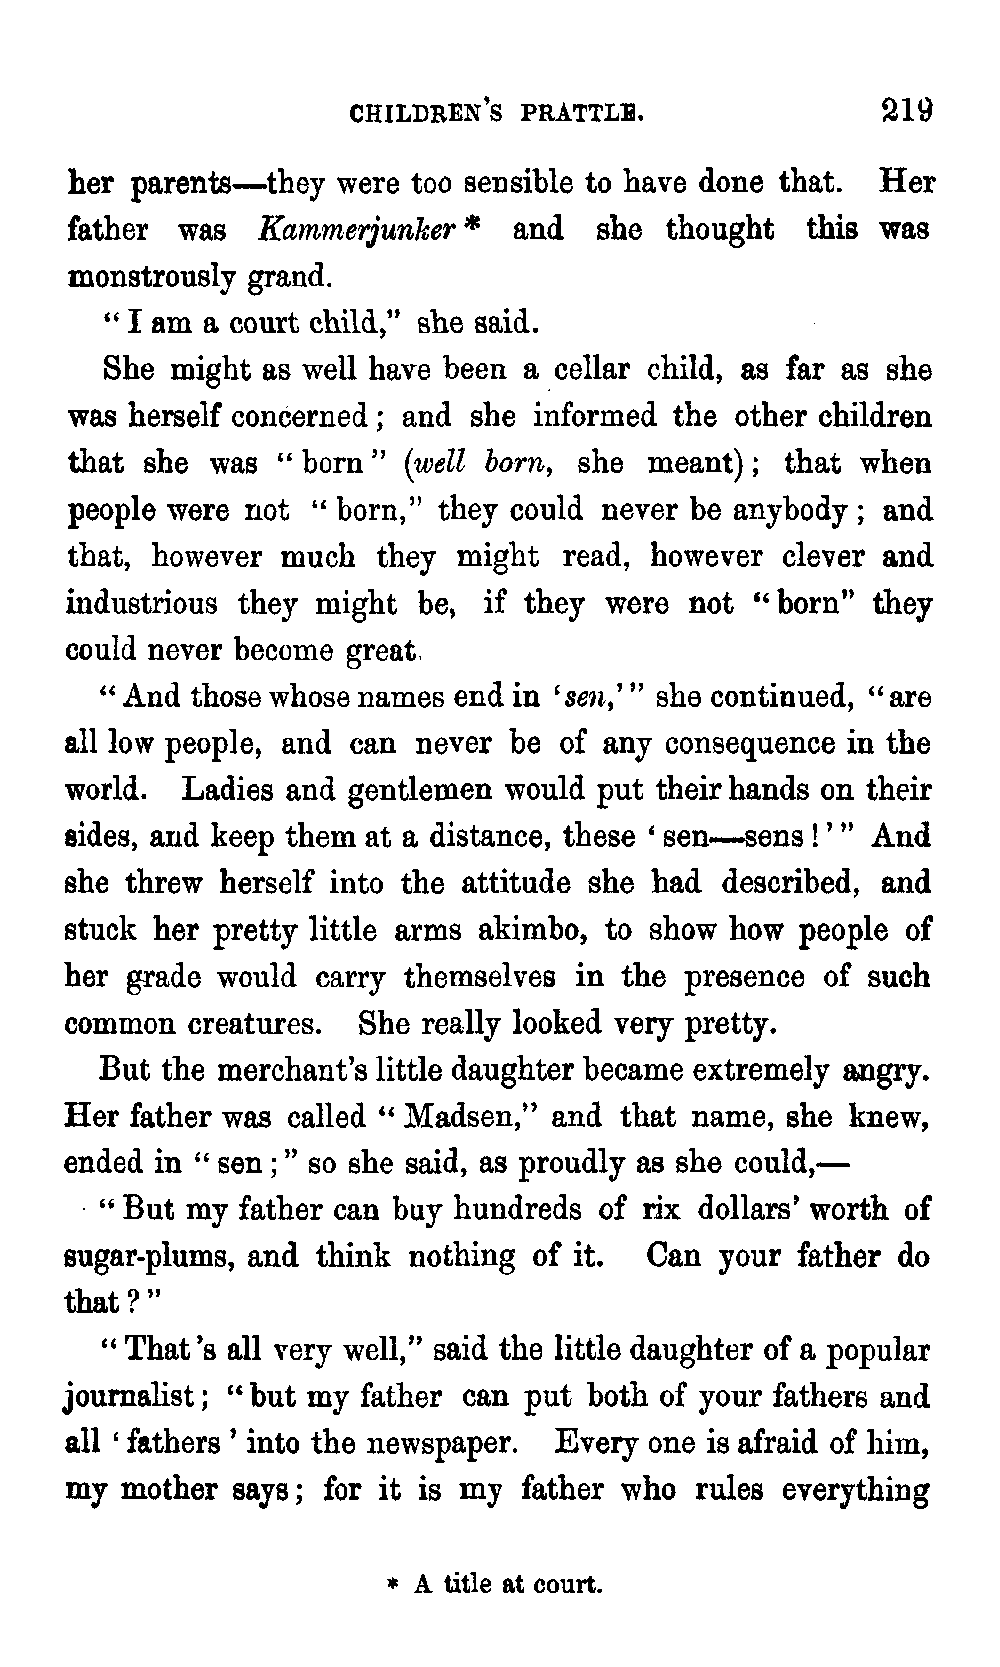 CHILDREN'S PRATTLE. 219
her parents—they were too sensible to have done that. Her
father was Kammerjunker * and she thought this was
monstrously grand.
"I am a court child," she said.
She might as well have been a cellar child, as far as she
was herself concerned; and she informed the other children
that she was "born" (well born, she meant); that when
people were not "born," they could never be anybody; and
that, however much they might read, however clever and
industrious they might be, if they were not "born" they
could never become great.
"And those whose names end in 'sen,'" she continued, "are
all low people, and can never be of any consequence in the
world. Ladies and gentlemen would put their hands on their
sides, and keep them at a distance, these 'sen—sens!'" And
she threw herself into the attitude she had described, and
stuck her pretty little arms akimbo, to show how people of
her grade would carry themselves in the presence of such
common creatures. She really looked very pretty.
But the merchant's little daughter became extremely angry.
Her father was called "Madsen," and that name, she knew,
ended in "sen;" so she said, as proudly as she could,—
"But my father can buy hundreds of rix dollars' worth of
sugar-plums, and think nothing of it. Can your father do
that?"
"That's all very well," said the little daughter of a popular
journalist; "but my father can put both of your fathers and
all 'fathers' into the newspaper. Every one is afraid of him,
my mother says; for it is my father who rules everything
* A title at court.